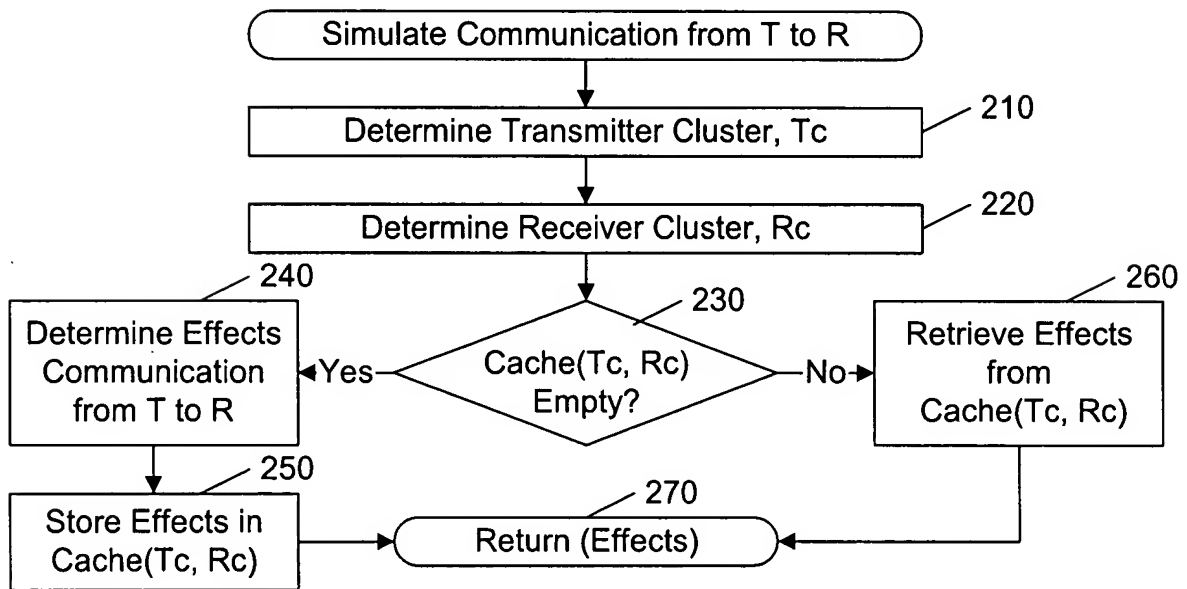 Simulate Communication from T to R
210
Determine Transmitter Cluster, Tc
220
Determine Receiver Cluster, Rc
240
Determine Effects
Communication
from T to R
Yes
230
Cache(Tc, Rc)
Empty?
No
260
Retrieve Effects
from
Cache(Tc, Rc)
250
Store Effects in
Cache(Tc, Rc)
270
Return (Effects)